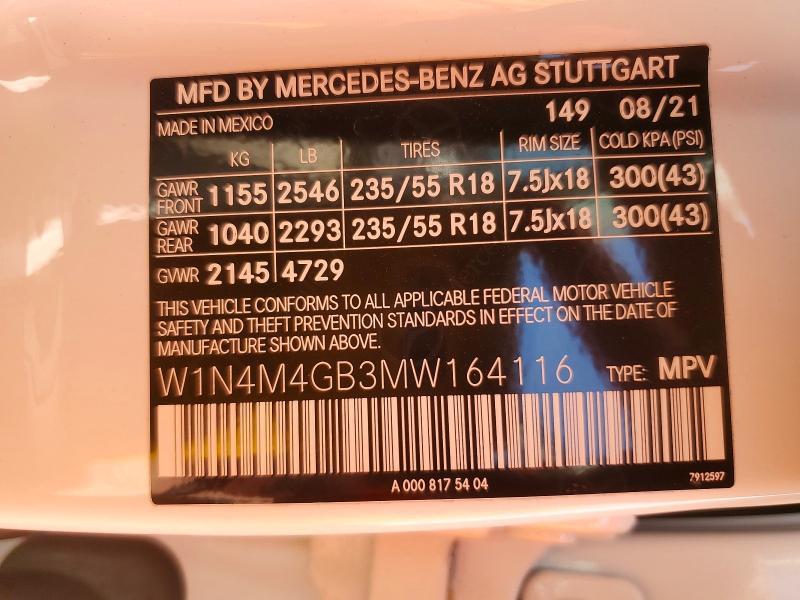 MFD BY MERCEDES-BENZ AG STUTTGART
149 08/21
MADE IN MEXICO
KG LB TIRES RIM SIZE COLD KPA (PSI)
GAWR FRONT 1155 2546 235/55 R18 7.5Jx18 300(43)
GAWR REAR 1040 2293 235/55 R18 7.5Jx18 300(43)
GVWR 2145 4729
THIS VEHICLE CONFORMS TO ALL APPLICABLE FEDERAL MOTOR VEHICLE
SAFETY AND THEFT PREVENTION STANDARDS IN EFFECT ON THE DATE OF
MANUFACTURE SHOWN ABOVE.
W1N4M4GB3MW164116 TYPE: MPV
A 000 817 54 04
7912597